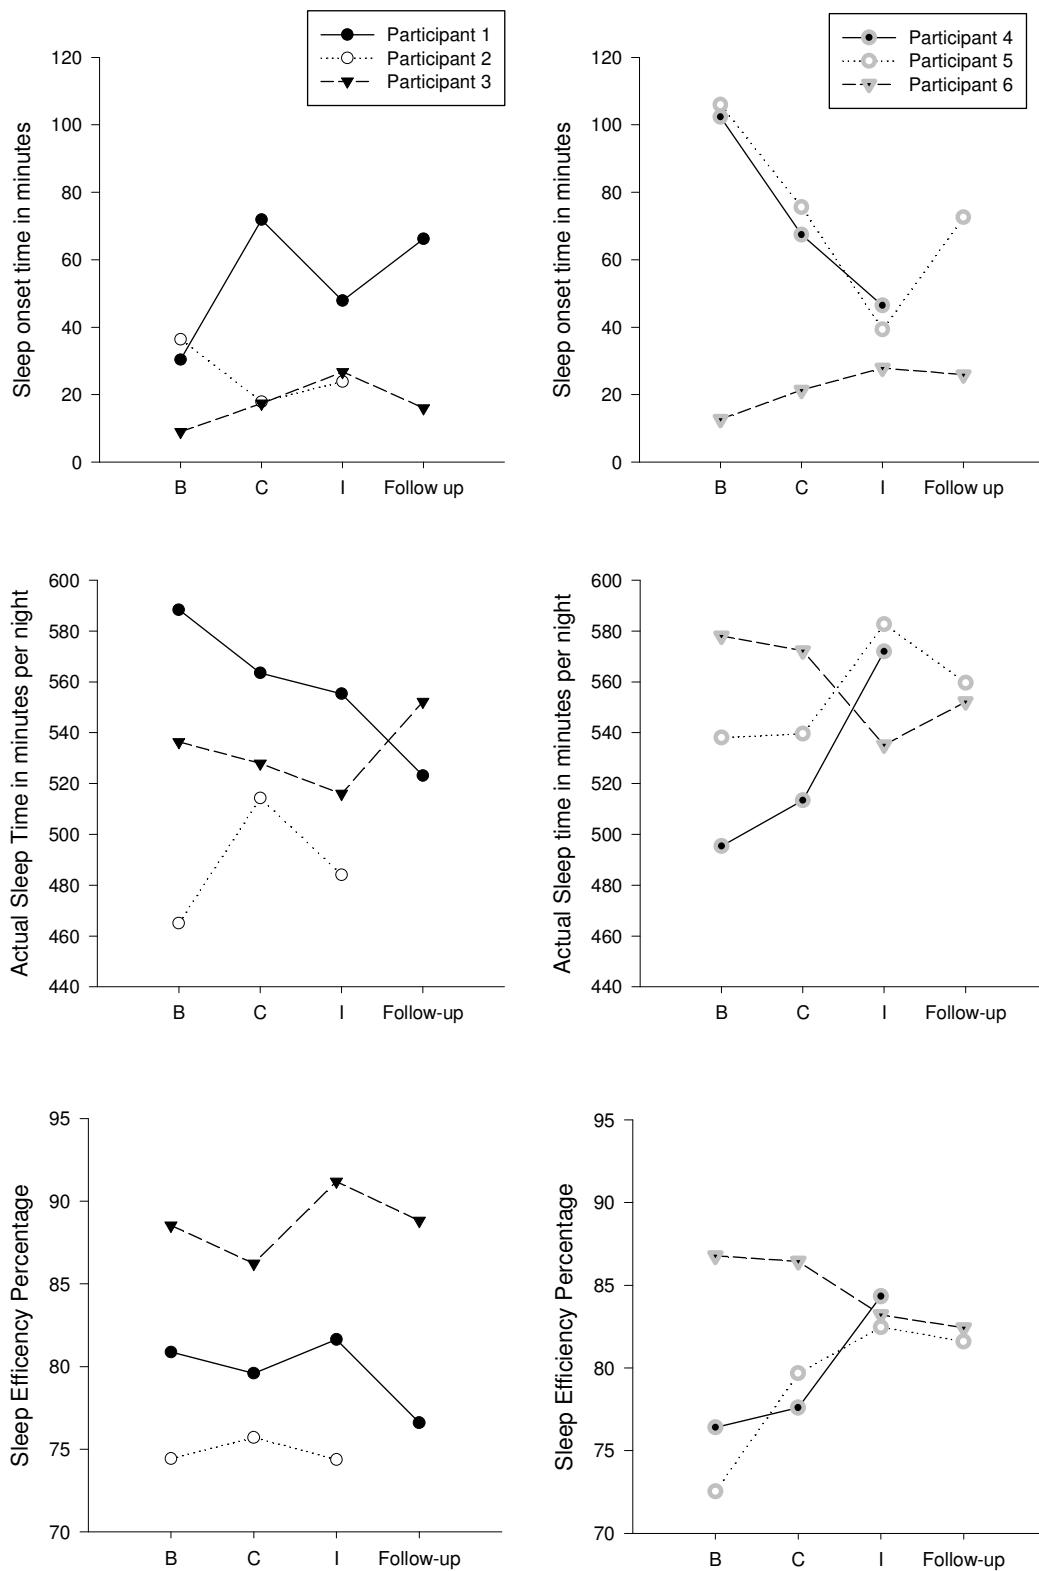 Participant 1
Participant 2
Participant 3
Sleep onset time in minutes
120
100
80
60
40
20
0
B C I Follow up
Participant 4
Participant 5
Participant 6
Sleep onset time in minutes
120
100
80
60
40
20
0
B C I Follow up
Actual Sleep Time in minutes per night
600
580
560
540
520
500
480
460
440
B C I Follow-up
Actual Sleep time in minutes per night
600
580
560
540
520
500
480
460
440
B C I Follow-up
Sleep Efficency Percentage
95
90
85
80
75
70
B C I Follow-up
Sleep Efficiency Percentage
95
90
85
80
75
70
B C I Follow-up